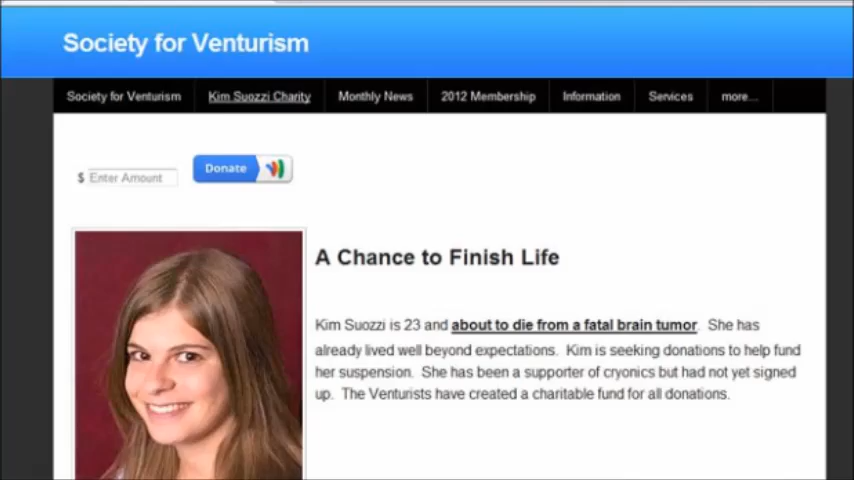 Society for Venturism
Society for Venturism Kim Suozzi Charity Monthly News 2012 Membership Information Services more...
$ Enter Amount Donate
A Chance to Finish Life
Kim Suozzi is 23 and about to die from a fatal brain tumor. She has
already lived well beyond expectations. Kim is seeking donations to help fund
her suspension. She has been a supporter of cryonics but had not yet signed
up. The Venturists have created a charitable fund for all donations.